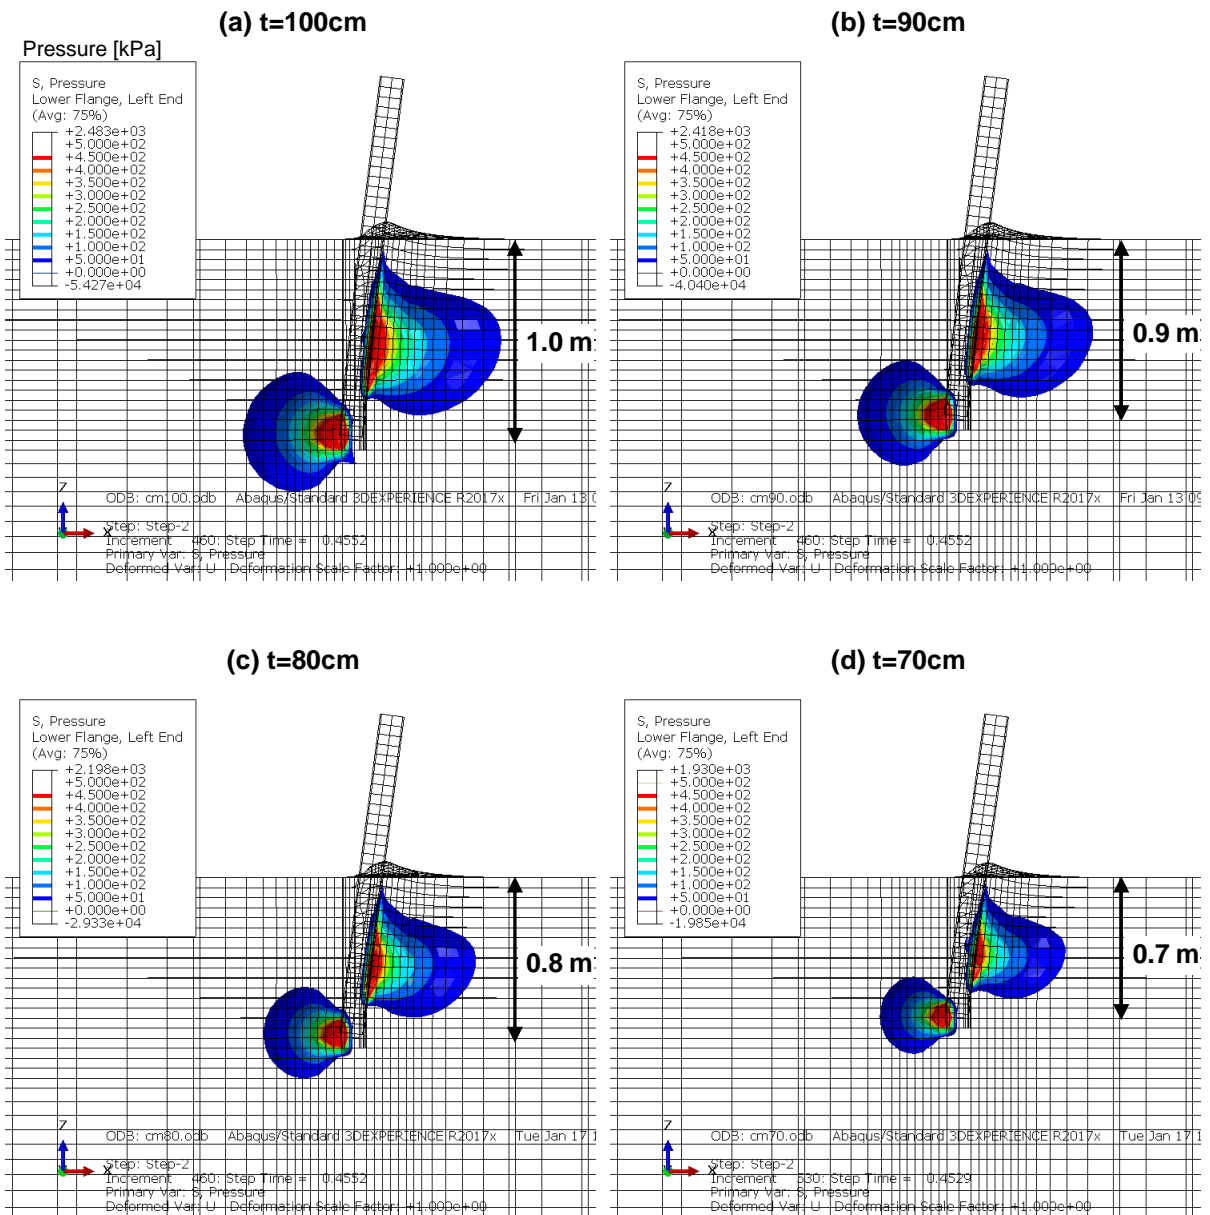 (a) t=100cm
Pressure [kPa]
S, Pressure
Lower Flange, Left End
(Avg: 75%)
+2.483e+03
+5.000e+02
+4.500e+02
+4.000e+02
+3.500e+02
+3.000e+02
+2.500e+02
+2.000e+02
+1.500e+02
+1.000e+02
+5.000e+01
+0.000e+00
-5.427e+04
1.0 m
Z
X
ODB: cm100.odb Abaqus/Standard 3DEXPERIENCE R2017x Fri Jan 13 0
Step: Step-2
Increment 460: Step Time = 0.4552
Primary Var: S, Pressure
Deformed Var: U Deformation Scale Factor: +1.000e+00
(b) t=90cm
S, Pressure
Lower Flange, Left End
(Avg: 75%)
+2.418e+03
+5.000e+02
+4.500e+02
+4.000e+02
+3.500e+02
+3.000e+02
+2.500e+02
+2.000e+02
+1.500e+02
+1.000e+02
+5.000e+01
+0.000e+00
-4.040e+04
0.9 m
Z
X
ODB: cm90.odb Abaqus/Standard 3DEXPERIENCE R2017x Fri Jan 13 09
Step: Step-2
Increment 460: Step Time = 0.4552
Primary Var: S, Pressure
Deformed Var: U Deformation Scale Factor: +1.000e+00
(c) t=80cm
S, Pressure
Lower Flange, Left End
(Avg: 75%)
+2.198e+03
+5.000e+02
+4.500e+02
+4.000e+02
+3.500e+02
+3.000e+02
+2.500e+02
+2.000e+02
+1.500e+02
+1.000e+02
+5.000e+01
+0.000e+00
-2.933e+04
0.8 m
Z
X
ODB: cm80.odb Abaqus/Standard 3DEXPERIENCE R2017x Tue Jan 17 1
Step: Step-2
Increment 460: Step Time = 0.4552
Primary Var: S, Pressure
Deformed Var: U Deformation Scale Factor: +1.000e+00
(d) t=70cm
S, Pressure
Lower Flange, Left End
(Avg: 75%)
+1.930e+03
+5.000e+02
+4.500e+02
+4.000e+02
+3.500e+02
+3.000e+02
+2.500e+02
+2.000e+02
+1.500e+02
+1.000e+02
+5.000e+01
+0.000e+00
-1.985e+04
0.7 m
Z
X
ODB: cm70.odb Abaqus/Standard 3DEXPERIENCE R2017x Tue Jan 17 1
Step: Step-2
Increment 530: Step Time = 0.4529
Primary Var: S, Pressure
Deformed Var: U Deformation Scale Factor: +1.000e+00